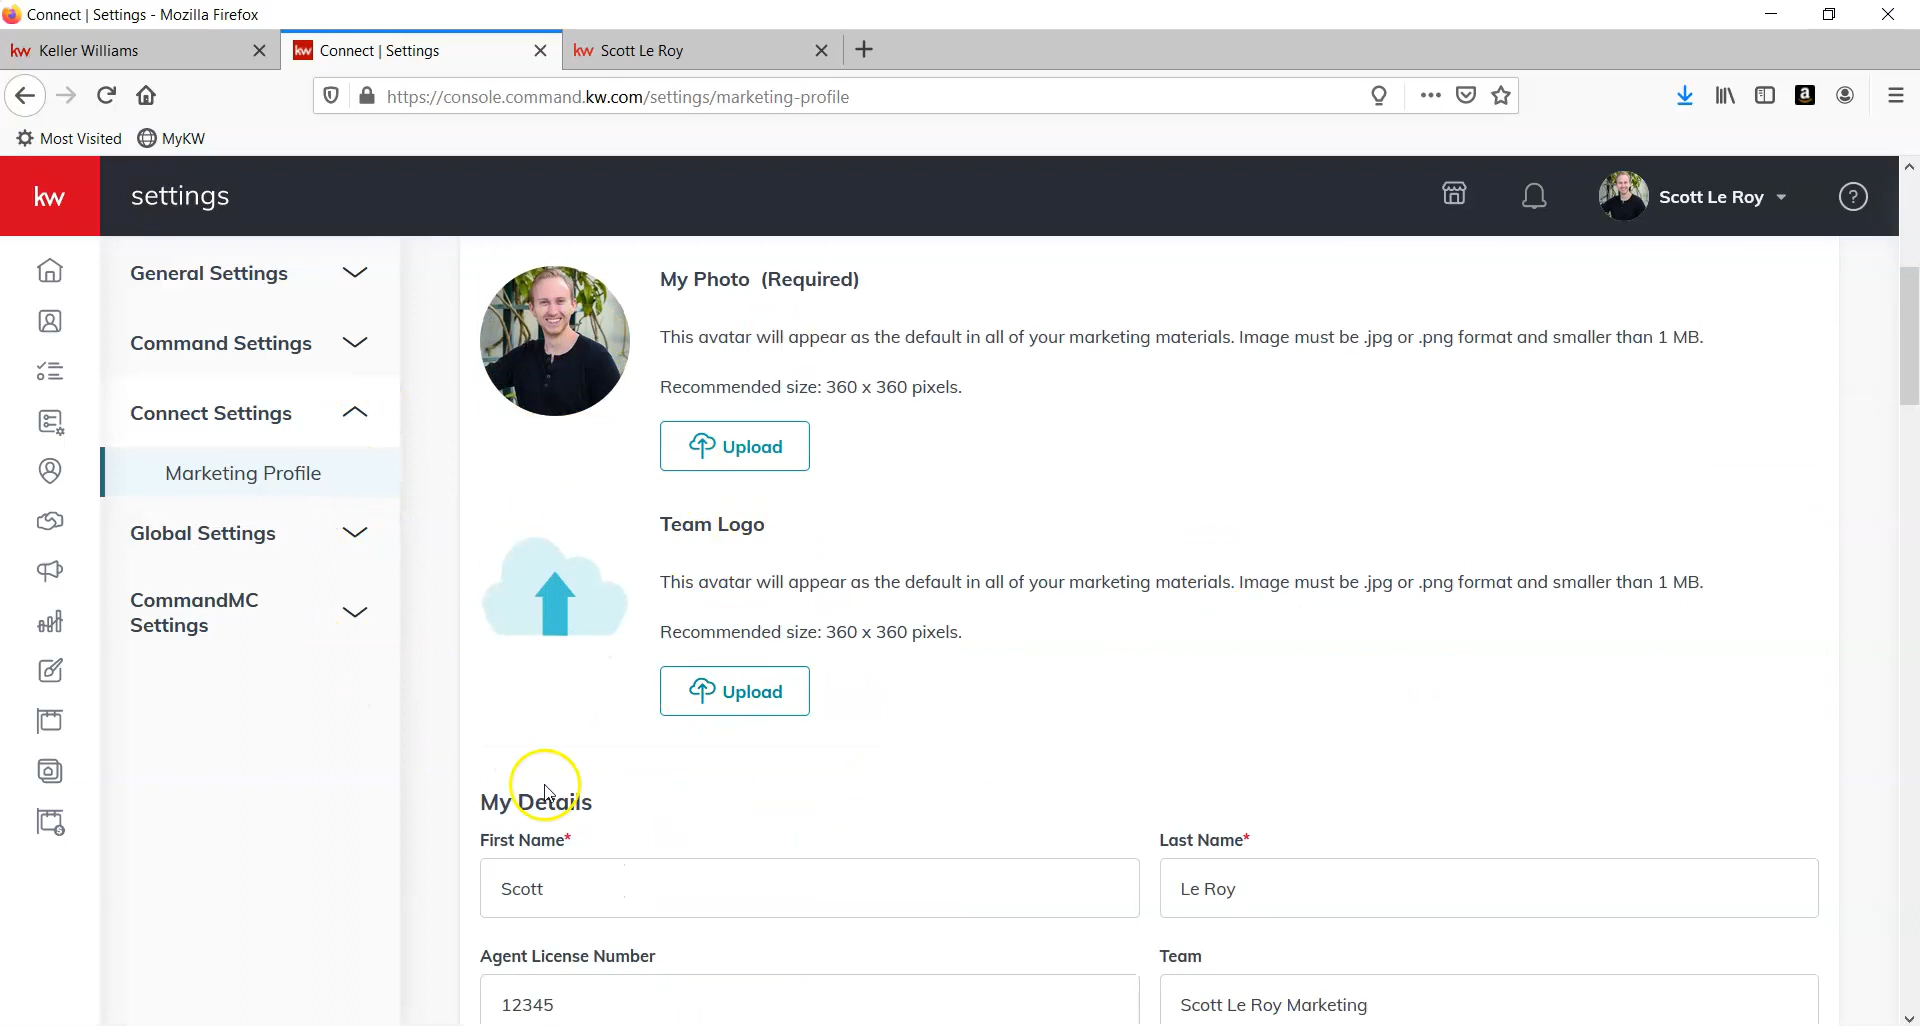 Connect | Settings - Mozilla Firefox
kw Keller Williams
kw Connect | Settings
kw Scott Le Roy
https://console.command.kw.com/settings/marketing-profile
a
Most Visited
MyKW
kw
settings
Scott Le Roy
?
General Settings
Command Settings
Connect Settings
Marketing Profile
Global Settings
CommandMC
Settings
My Photo (Required)
This avatar will appear as the default in all of your marketing materials. Image must be .jpg or .png format and smaller than 1 MB.
Recommended size: 360 x 360 pixels.
Upload
Team Logo
This avatar will appear as the default in all of your marketing materials. Image must be .jpg or .png format and smaller than 1 MB.
Recommended size: 360 x 360 pixels.
Upload
My Details
First Name*
Last Name*
Scott
Le Roy
Agent License Number
Team
12345
Scott Le Roy Marketing